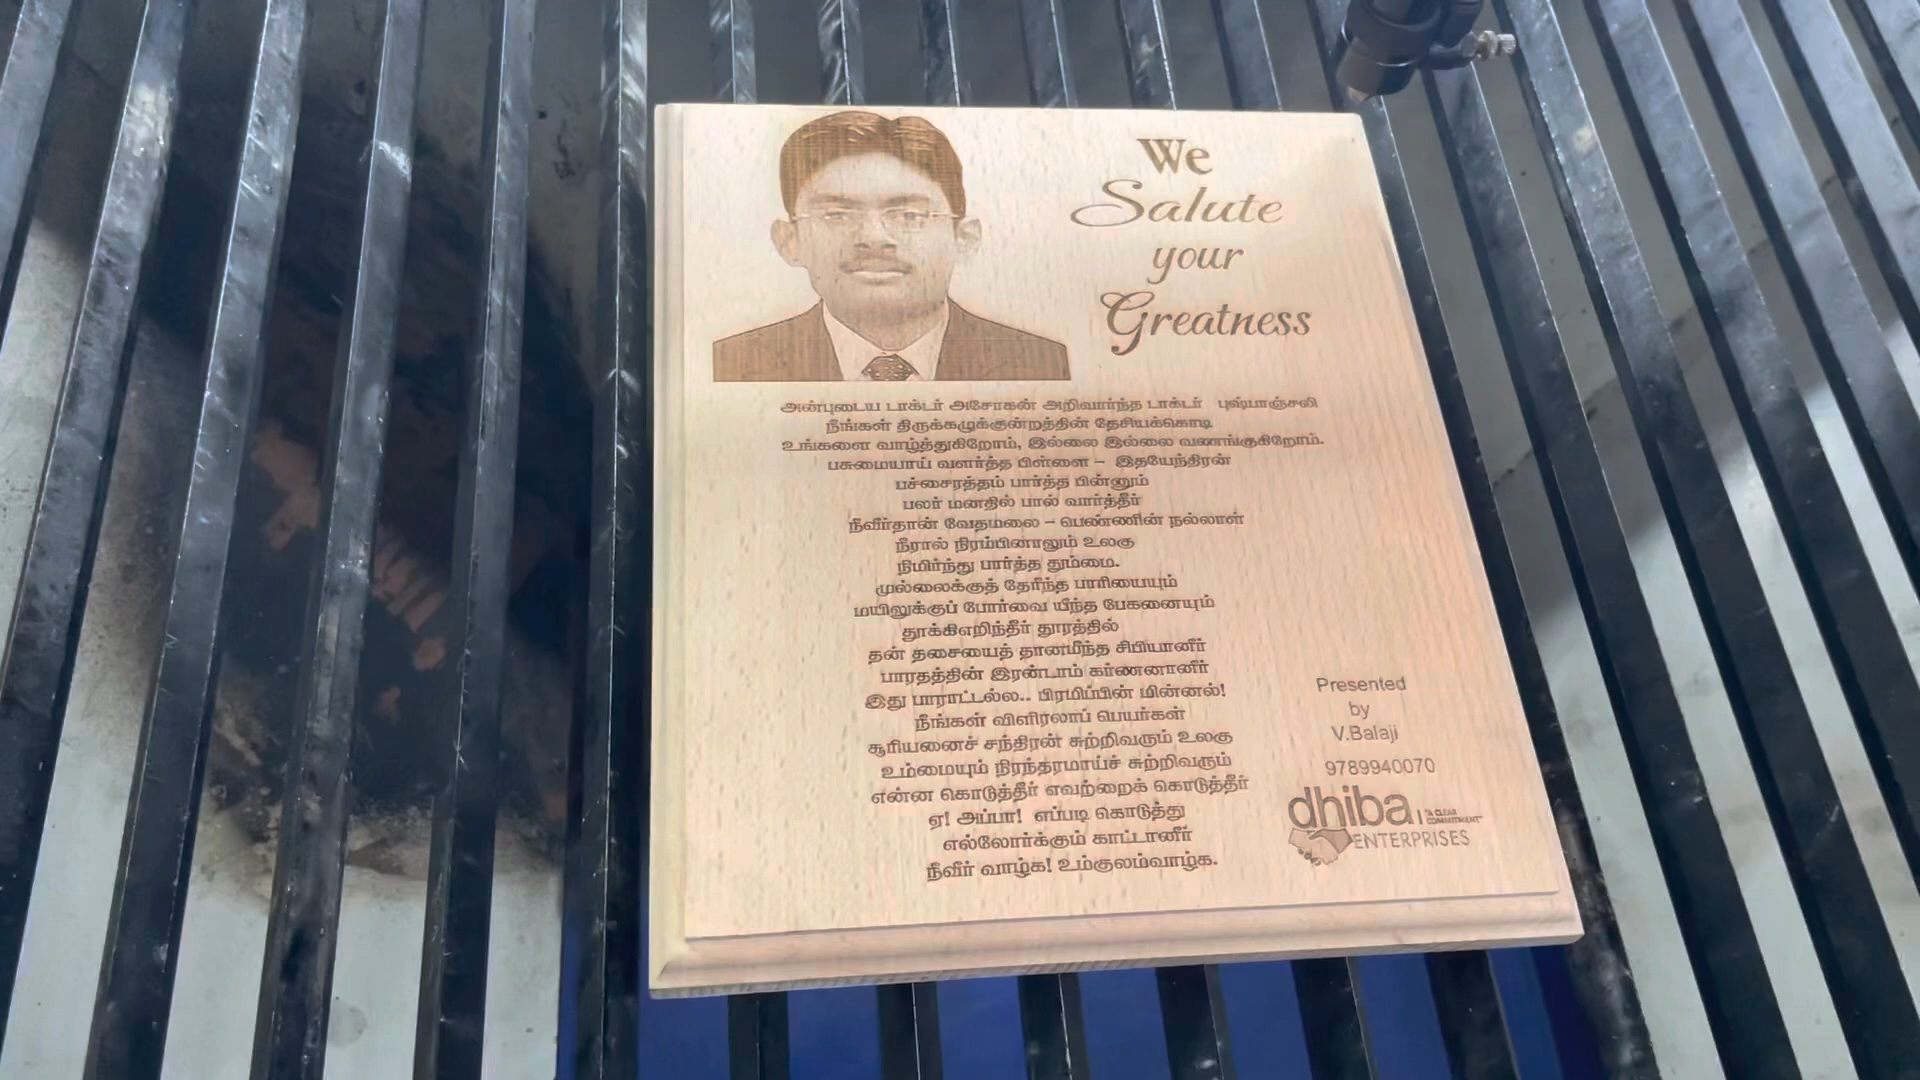 We
Salute
your
Greatness
அன்புடைய டாக்டர் அசோகன் அறிவார்ந்த டாக்டர் புஷ்பாஞ்சலி
நீங்கள் திருக்கழுக்குன்றத்தின் தேசியக்கொடி
உங்களை வாழ்த்துகிறோம், இல்லை இல்லை வணங்குகிறோம்.
பசுமையாய் வளர்த்த பிள்ளை – இதயேந்திரன்
பச்சைரத்தம் பார்த்த பின்னும்
பலர் மனதில் பால் வார்த்தீர்
நீவீர்தான் வேதமலை – பெண்ணின் நல்லாள்
நீரால் நிரம்பினாலும் உலகு
நிமிர்ந்து பார்த்த தும்மை.
முல்லைக்குத் தேரீந்த பாரியையும்
மயிலுக்குப் போர்வை யீந்த பேகனையும்
தூக்கிஎறிந்தீர் தூரத்தில்
தன் தசையைத் தானமீந்த சிபியானீர்
பாரதத்தின் இரண்டாம் கர்ணனானீர்
இது பாராட்டல்ல.. பிரமிப்பின் மின்னல்!
நீங்கள் விளிரலாப் பெயர்கள்
சூரியனைச் சந்திரன் சுற்றிவரும் உலகு
உம்மையும் நிரந்தரமாய்ச் சுற்றிவரும்
என்ன கொடுத்தீர் எவற்றைக் கொடுத்தீர்
ஏ! அப்பா! எப்படி கொடுத்து
எல்லோர்க்கும் காட்டானீர்
நீவீர் வாழ்க! உம்குலம்வாழ்க.
Presented
by
V.Balaji
9789940070
dhiba
A CLEAR
COMMITMENT
ENTERPRISES